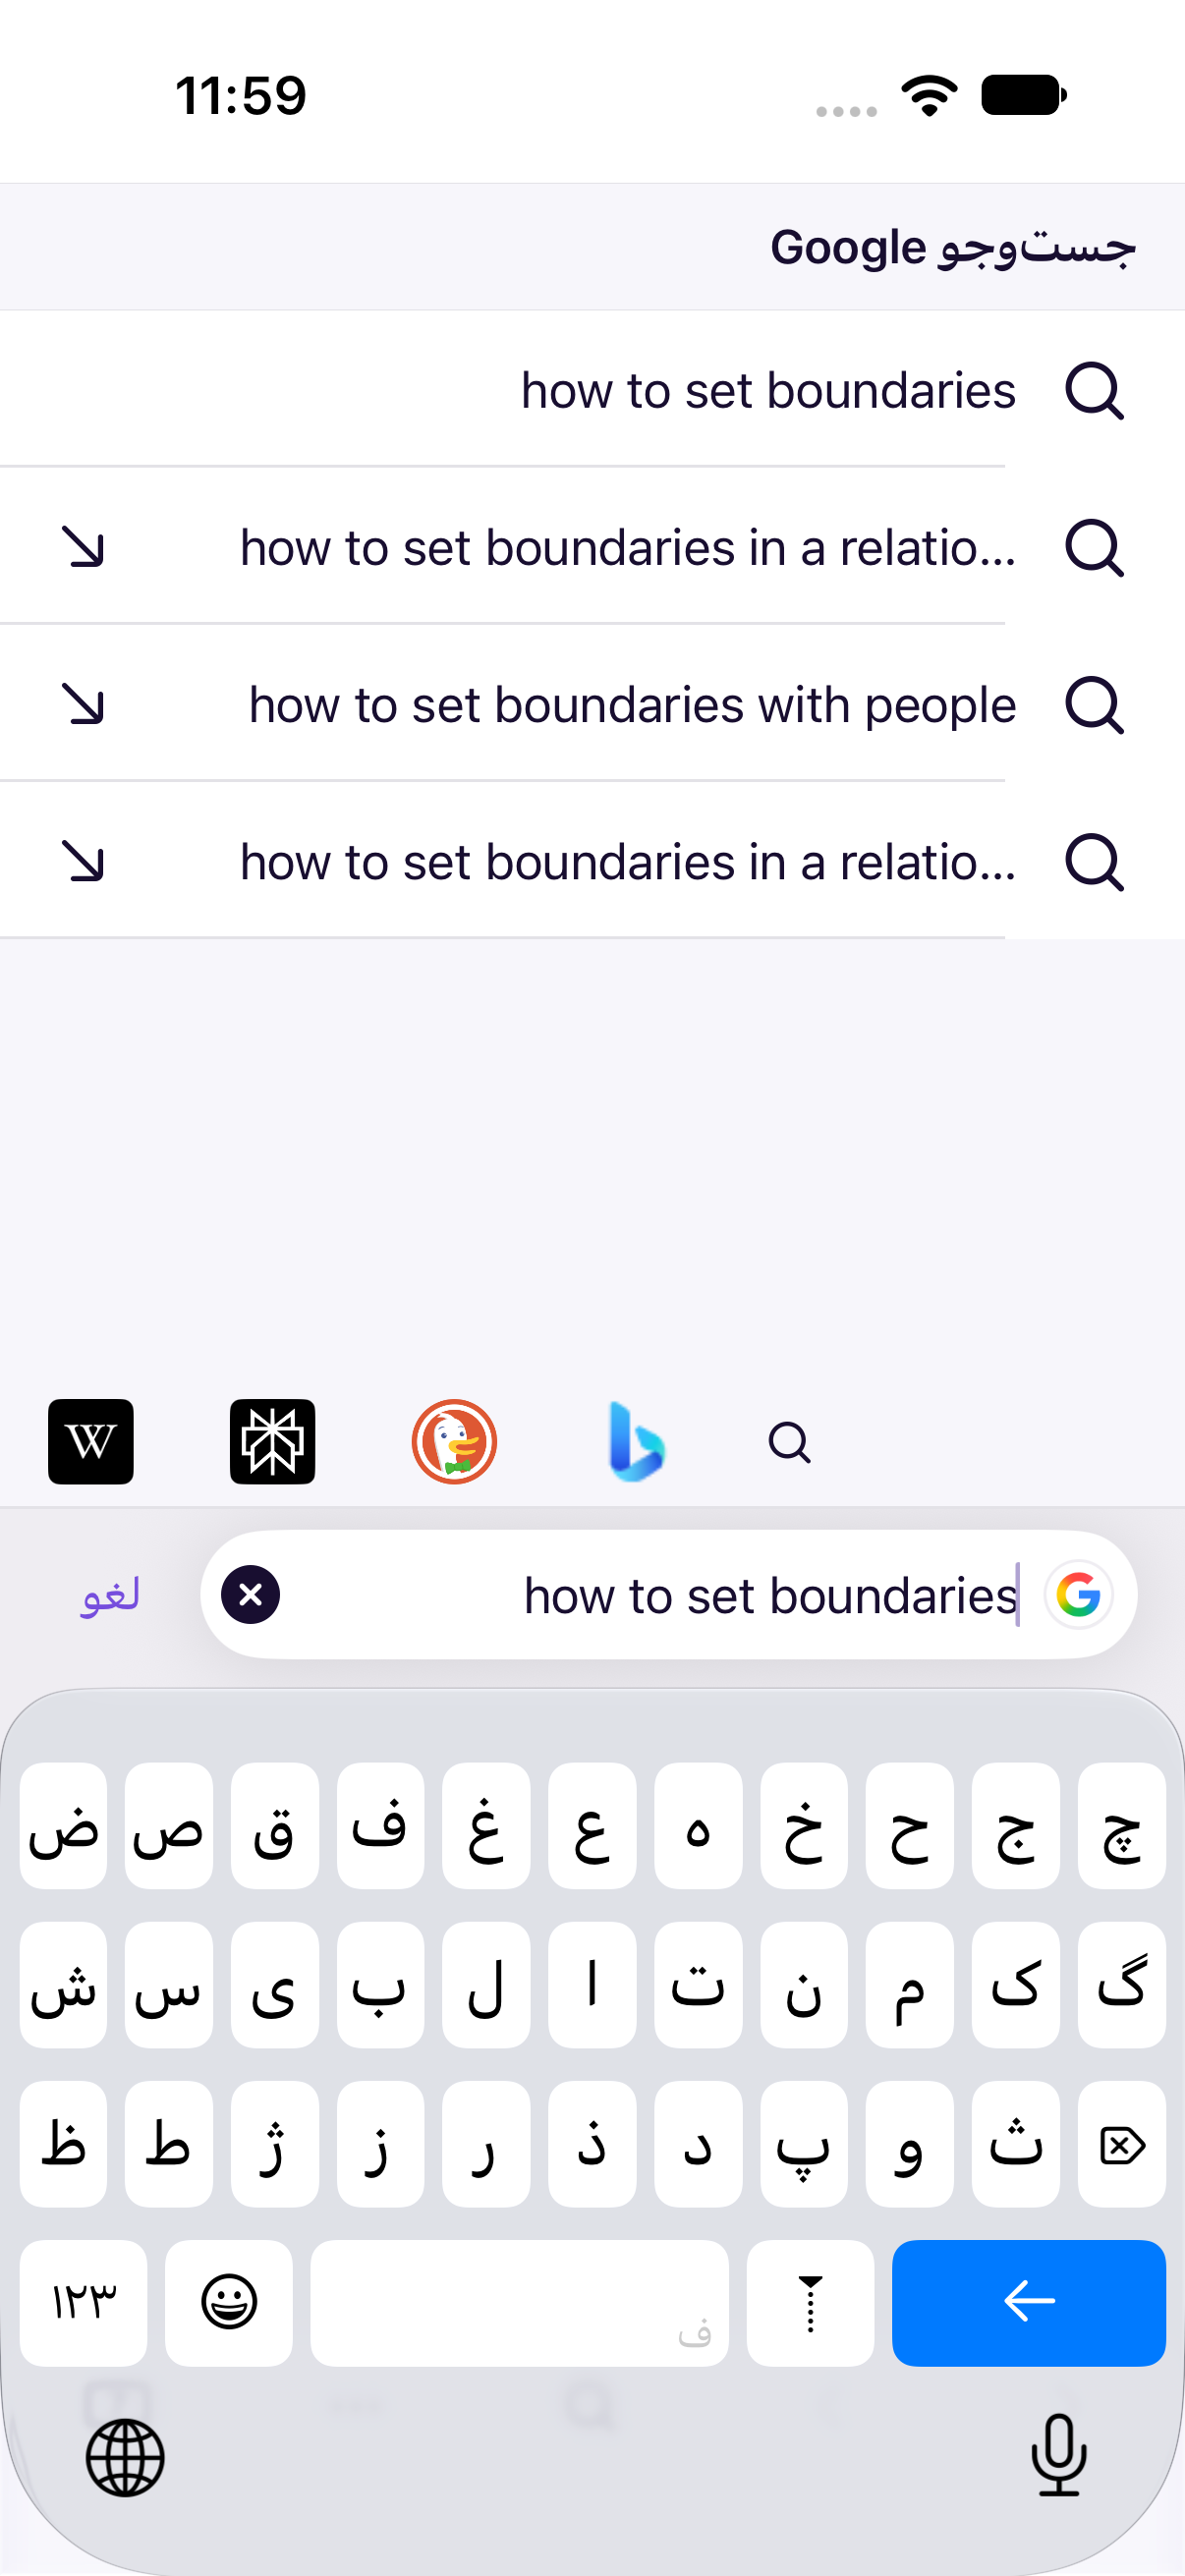 11:59
جست‌وجو Google
how to set boundaries
how to set boundaries in a relatio...
how to set boundaries with people
how to set boundaries in a relatio...
W
لغو
how to set boundaries
ض ص ق ف غ ع ه خ ح ج چ
ش س ی ب ل ا ت ن م ک گ
ظ ط ژ ز ر ذ د پ و ث
۱۲۳
ف